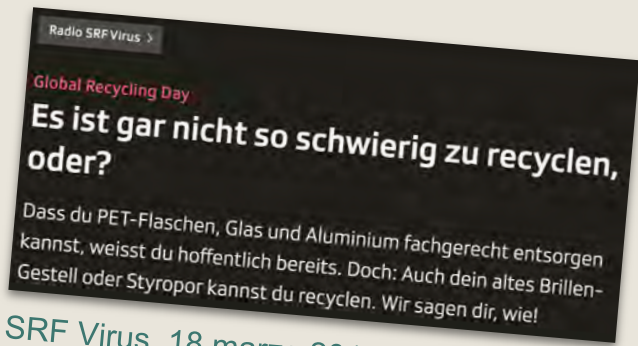 Radio SRF Virus >
Global Recycling Day
Es ist gar nicht so schwierig zu recyclen,
oder?
Dass du PET-Flaschen, Glas und Aluminium fachgerecht entsorgen
kannst, weisst du hoffentlich bereits. Doch: Auch dein altes Brillen-
Gestell oder Styropor kannst du recyclen. Wir sagen dir, wie!
SRF Virus, 18